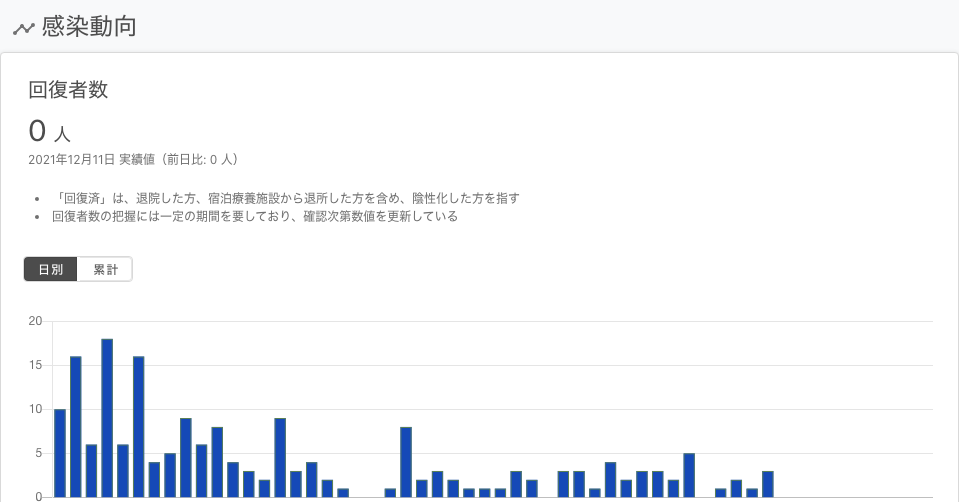 感染動向
回復者数
0 人
2021年12月11日 実績値（前日比: 0 人）
• 「回復済」は、退院した方、宿泊療養施設から退所した方を含め、陰性化した方を指す
• 回復者数の把握には一定の期間を要しており、確認次第数値を更新している
日別 累計
20
15
10
5
0